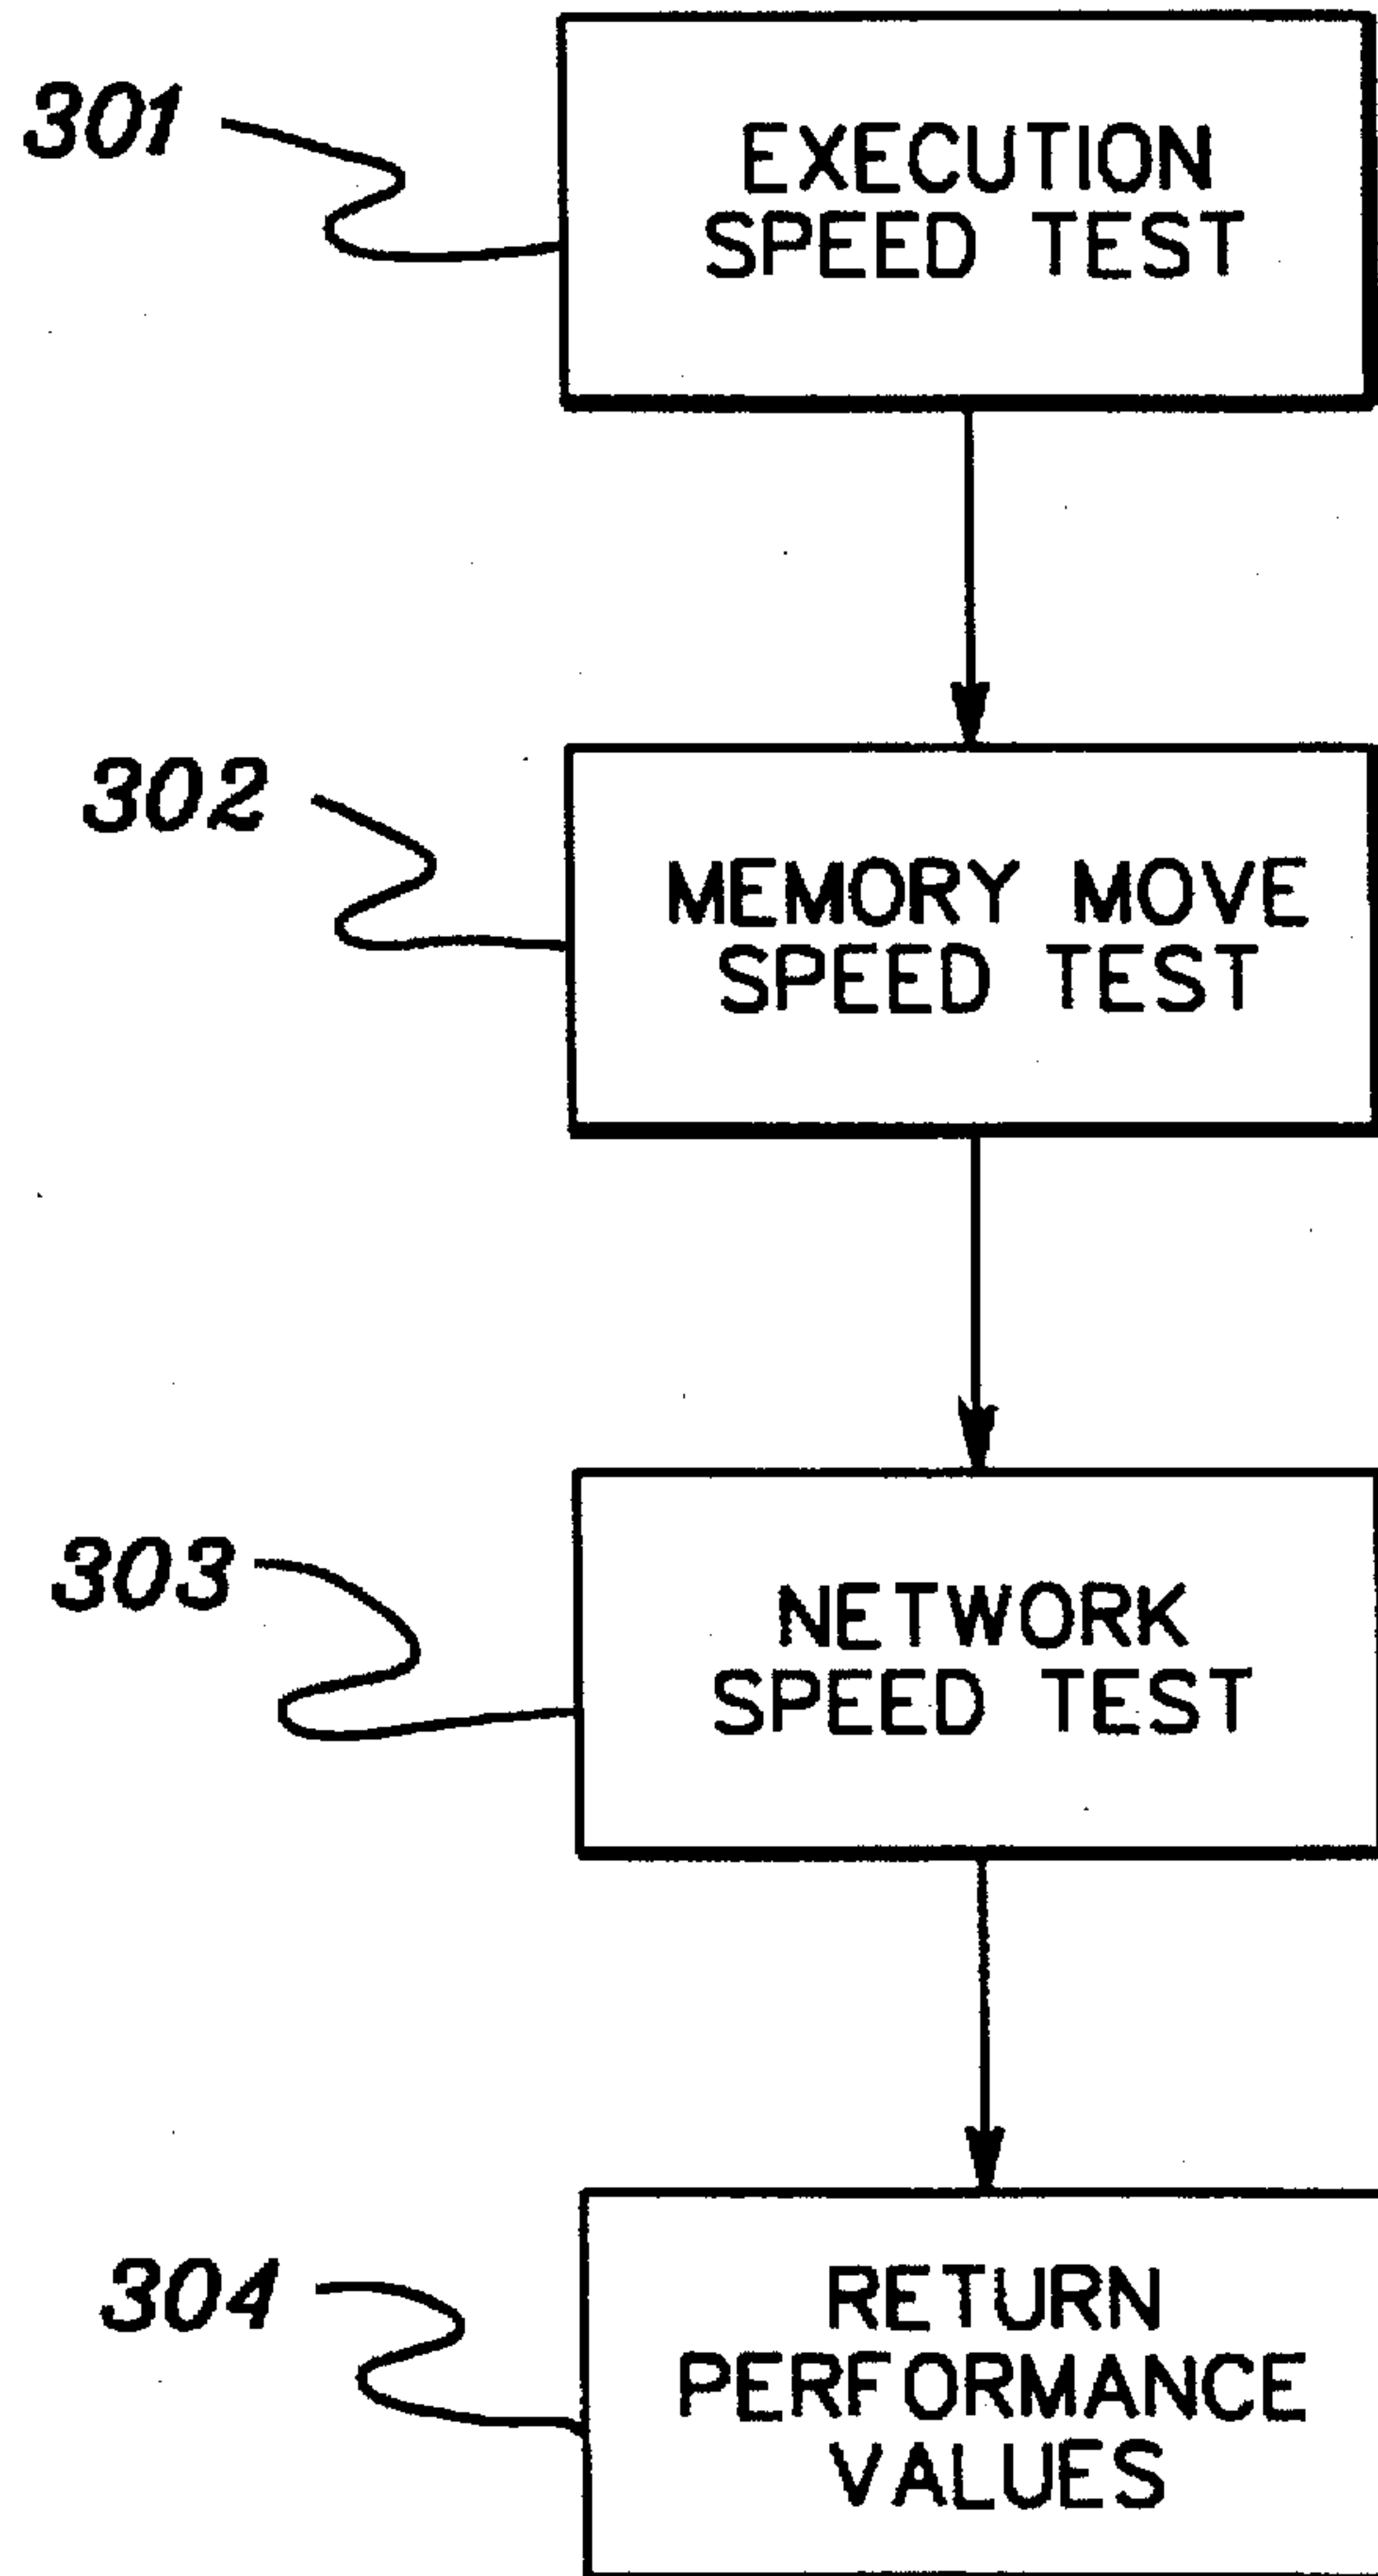 301
EXECUTION
SPEED TEST
302
MEMORY MOVE
SPEED TEST
303
NETWORK
SPEED TEST
304
RETURN
PERFORMANCE
VALUES